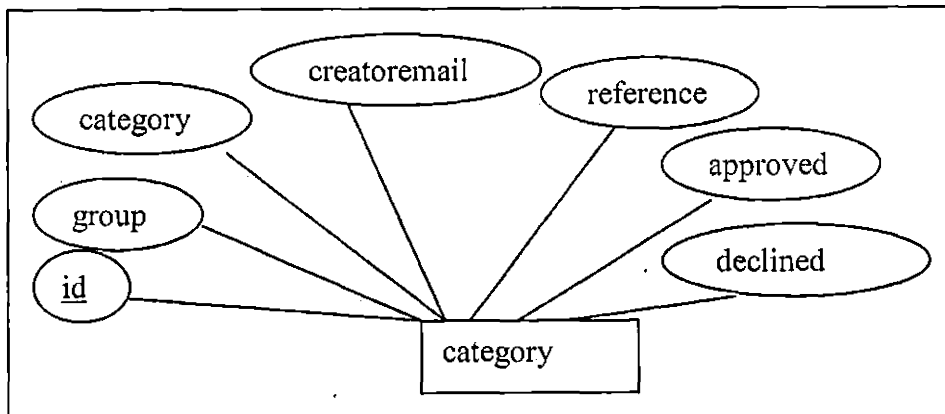 creatoremail
reference
category
approved
group
declined
id
category